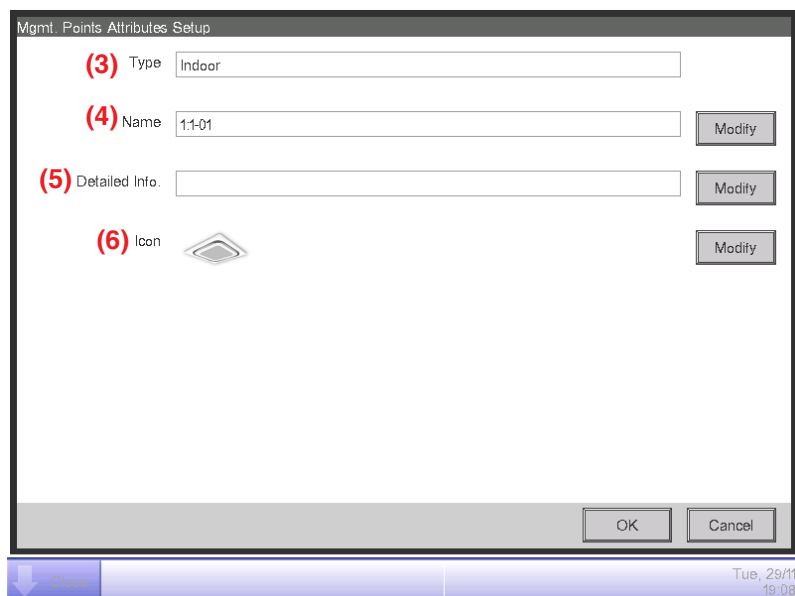 Mgmt. Points Attributes Setup
(3) Type Indoor
(4) Name 1:1-01 Modify
(5) Detailed Info. Modify
(6) Icon Modify
OK Cancel
Close Tue, 29/11
19:08